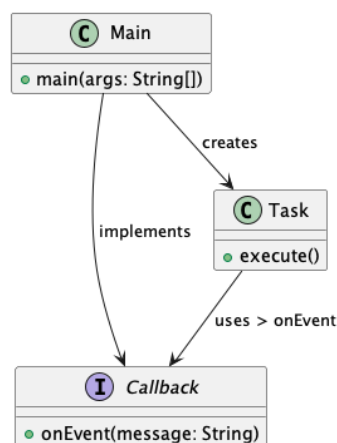 C Main
main(args: String[])
creates
C Task
implements
execute()
uses > onEvent
I Callback
onEvent(message: String)